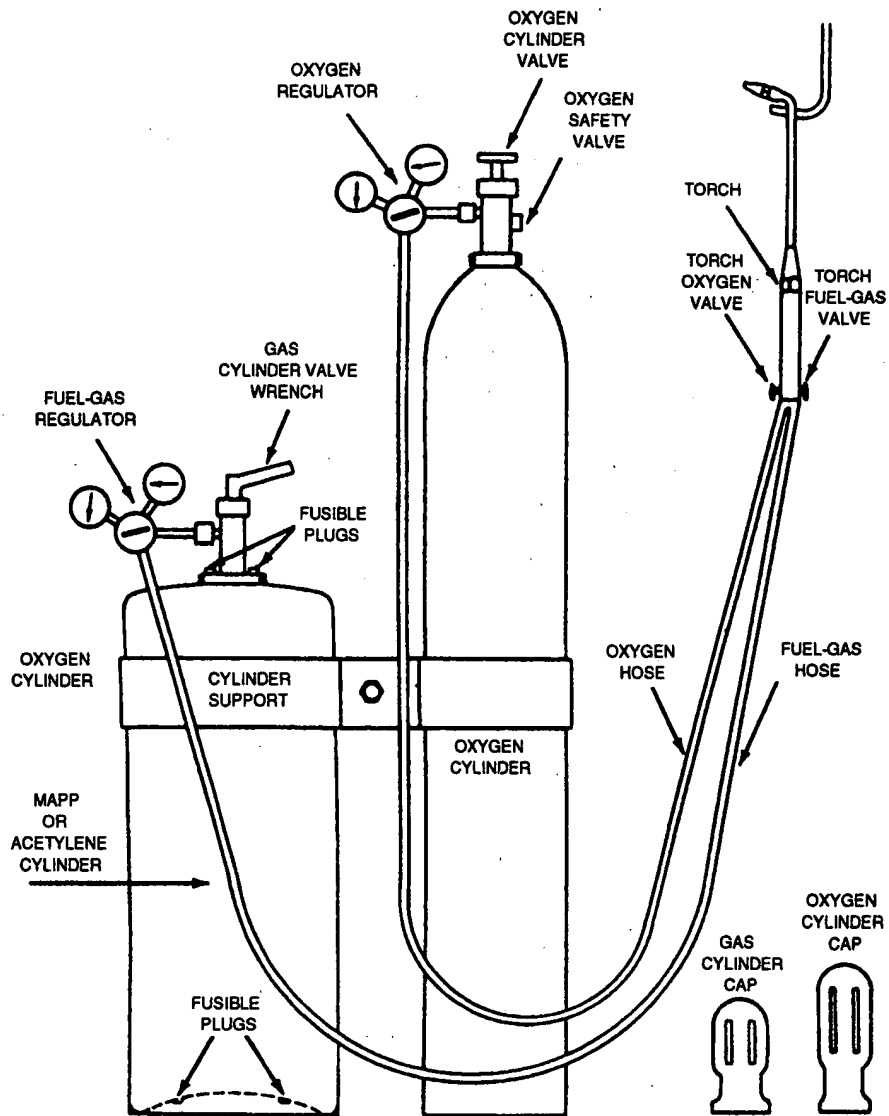 OXYGEN
CYLINDER
VALVE
OXYGEN
REGULATOR
OXYGEN
SAFETY
VALVE
TORCH
TORCH
OXYGEN
VALVE
TORCH
FUEL-GAS
VALVE
GAS
CYLINDER VALVE
WRENCH
FUEL-GAS
REGULATOR
FUSIBLE
PLUGS
OXYGEN
CYLINDER
CYLINDER
SUPPORT
OXYGEN
HOSE
FUEL-GAS
HOSE
OXYGEN
CYLINDER
MAPP
OR
ACETYLENE
CYLINDER
OXYGEN
CYLINDER
CAP
GAS
CYLINDER
CAP
FUSIBLE
PLUGS